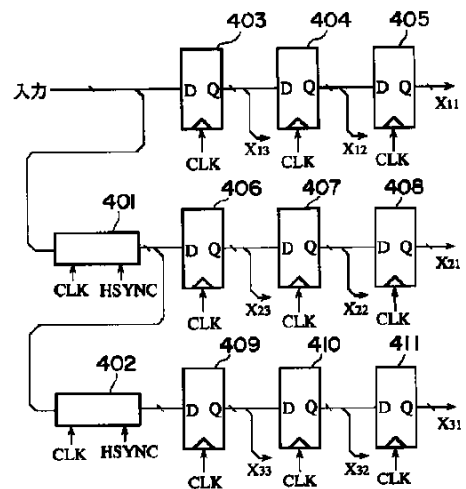 403 404 405
入力 D Q D Q D Q X11
CLK X13 CLK X12 CLK
401 406 407 408
D Q D Q D Q X21
CLK HSYNC CLK X23 CLK X22 CLK
402 409 410 411
D Q D Q D Q X31
CLK HSYNC CLK X33 CLK X32 CLK